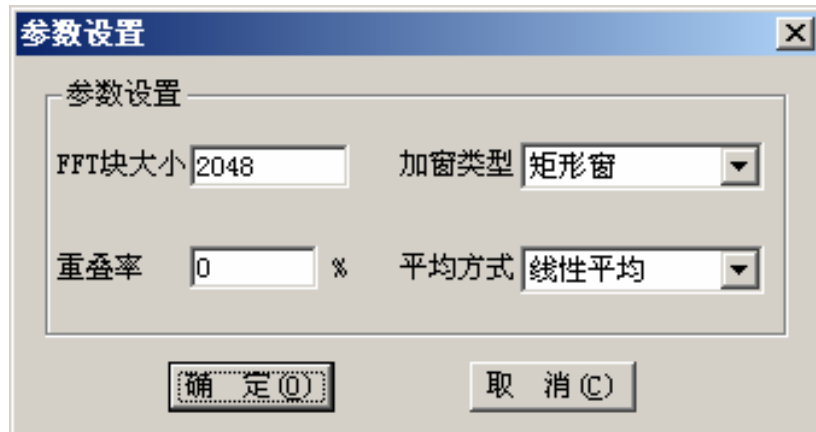 参数设置
参数设置
FFT块大小 2048 加窗类型 矩形窗
重叠率 0 % 平均方式 线性平均
确 定(O) 取 消(C)